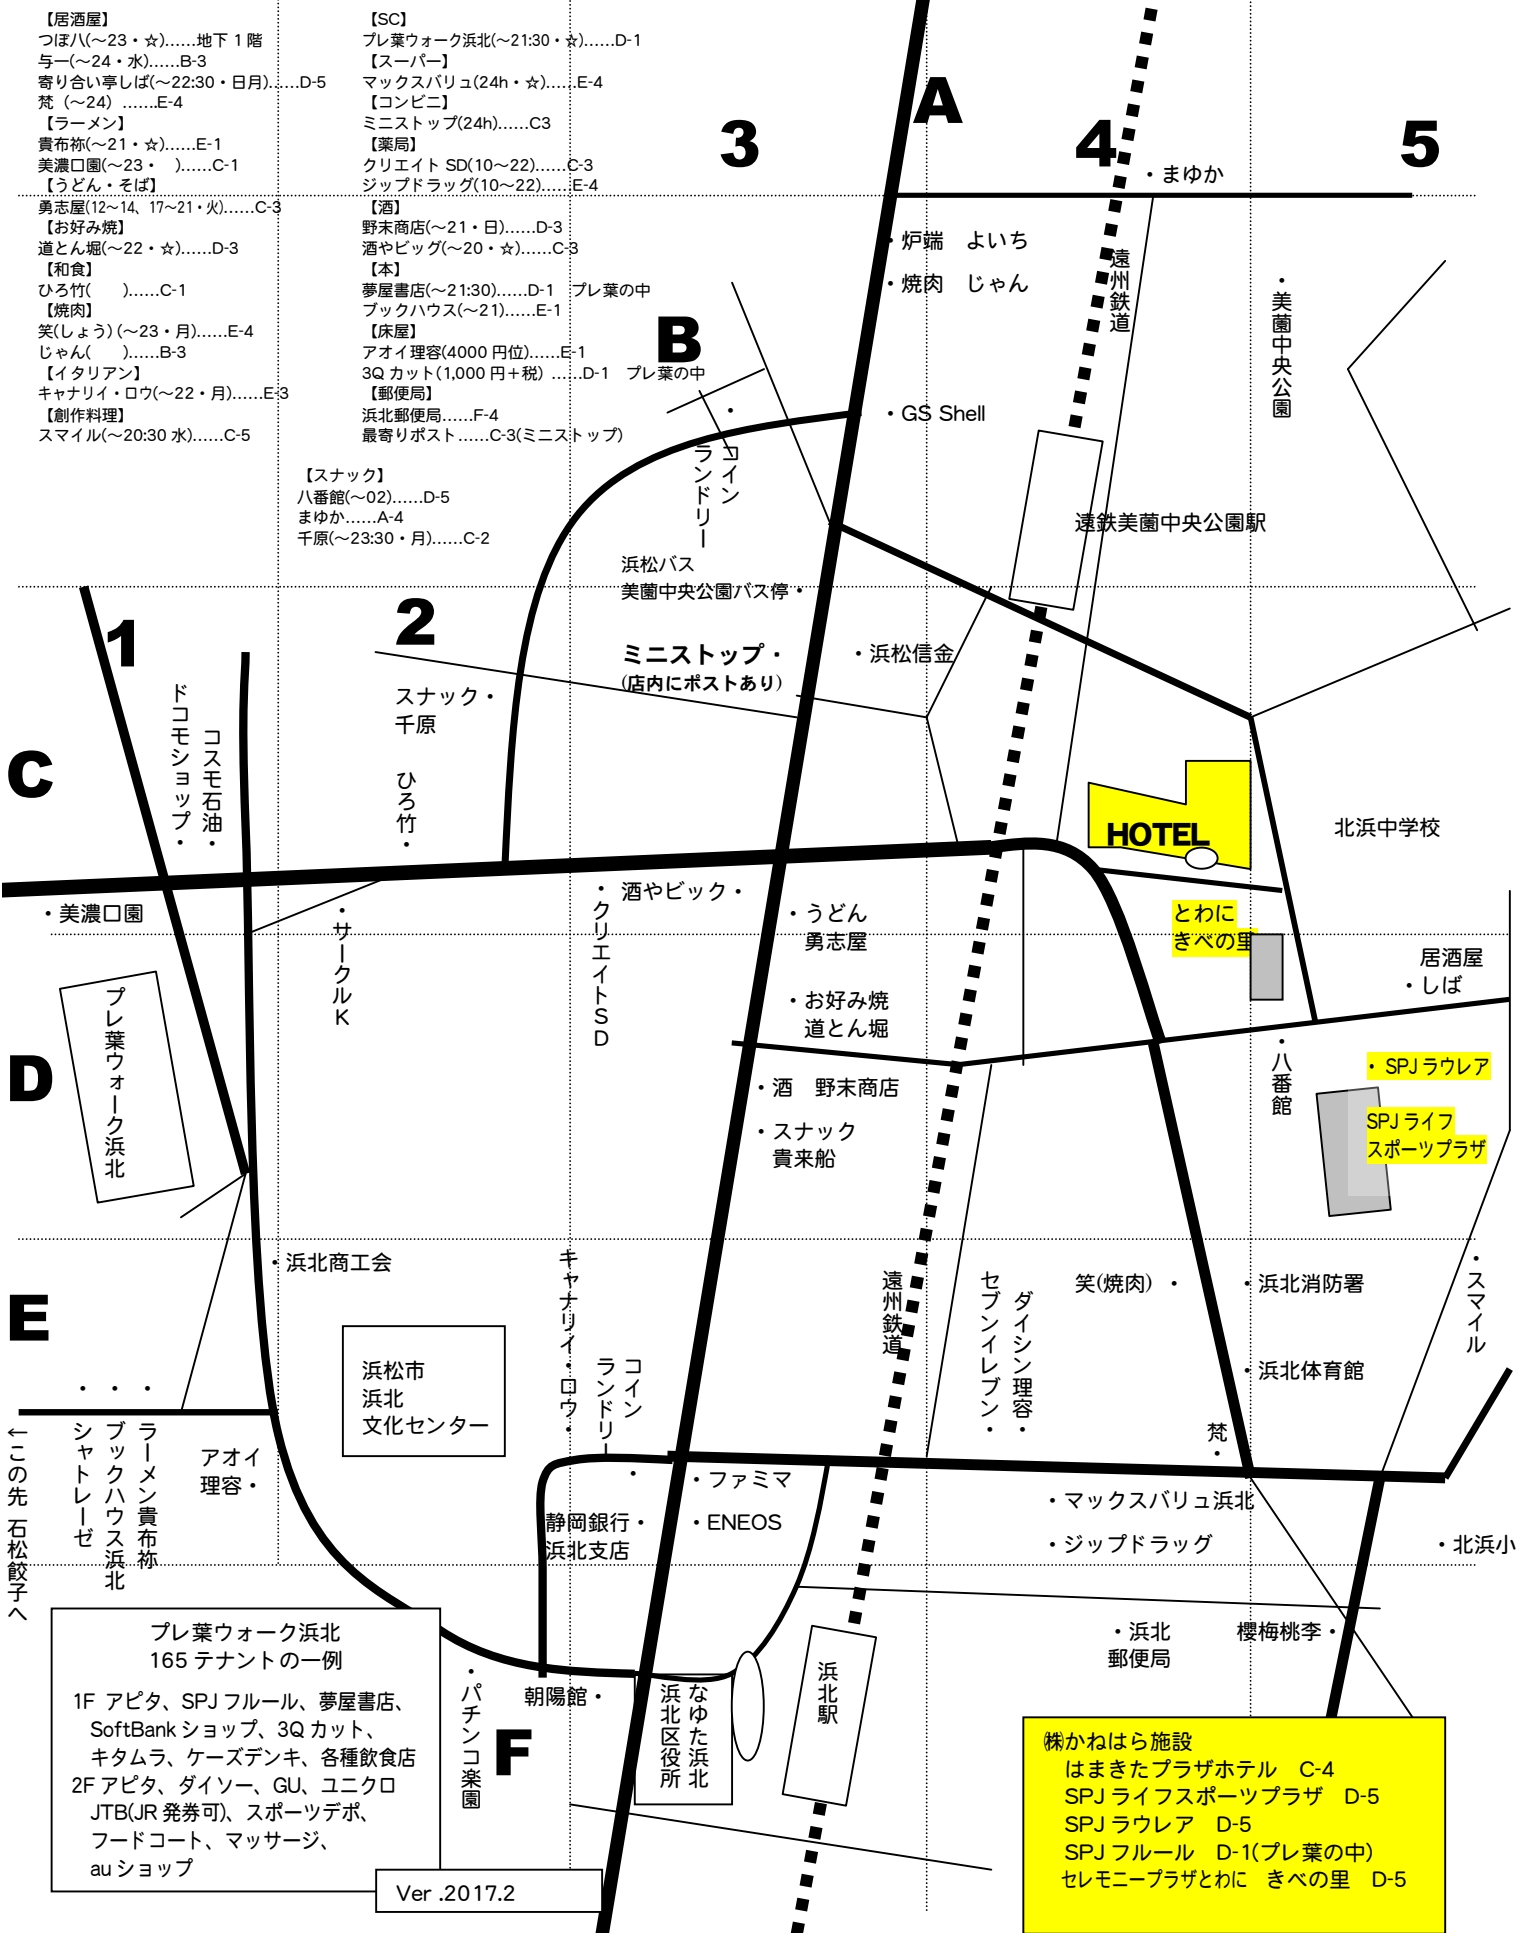 【居酒屋】
つぼ八(～23・☆)……地下 1 階
与一(～24・水)……B-3
寄り合い亭しば(～22:30・日月)……D-5
梵（～24）……E-4
【ラーメン】
貴布祢(～21・☆)……E-1
美濃口園(～23・　)……C-1
【うどん・そば】
勇志屋(12～14、17～21・火)……C-3
【お好み焼】
道とん堀(～22・☆)……D-3
【和食】
ひろ竹(　　)……C-1
【焼肉】
笑(しょう) (～23・月)……E-4
じゃん(　　)……B-3
【イタリアン】
キャナリイ・ロウ(～22・月)……E-3
【創作料理】
スマイル(～20:30 水)……C-5
【SC】
プレ葉ウォーク浜北(～21:30・☆)……D-1
【スーパー】
マックスバリュ(24h・☆)……E-4
【コンビニ】
ミニストップ(24h)……C3
【薬局】
クリエイト SD(10～22)……C-3
ジップドラッグ(10～22)……E-4
【酒】
野末商店(～21・日)……D-3
酒やビッグ(～20・☆)……C-3
【本】
夢屋書店(～21:30)……D-1　プレ葉の中
ブックハウス(～21)……E-1
【床屋】
アオイ理容(4000 円位)……E-1
3Q カット(1,000 円＋税) ……D-1　プレ葉の中
【郵便局】
浜北郵便局……F-4
最寄りポスト……C-3(ミニストップ)
【スナック】
八番館(～02)……D-5
まゆか……A-4
千原(～23:30・月)……C-2
A
3
4
5
・まゆか
・炉端　よいち
・焼肉　じゃん
遠州鉄道
・美薗中央公園
B
・GS Shell
・
コイン
ランドリー
遠鉄美薗中央公園駅
浜松バス
美薗中央公園バス停・
1
2
ミニストップ・
(店内にポストあり)
・浜松信金
スナック・
千原
ドコモショップ・
コスモ石油・
ひろ竹・
C
HOTEL
北浜中学校
・美濃口園
・サークルK
・クリエイトSD
酒やビック・
・うどん
勇志屋
とわに
きべの里
居酒屋
・しば
・お好み焼
道とん堀
プレ葉ウォーク浜北
D
・酒　野末商店
・スナック
貴来船
・八番館
・SPJ ラウレア
SPJ ライフ
スポーツプラザ
・浜北商工会
E
キャナリイ・ロウ・
遠州鉄道
セブンイレブン・
ダイシン理容・
笑(焼肉) ・
・浜北消防署
・スマイル
浜松市
浜北
文化センター
コイン
ランドリー
・
・浜北体育館
梵・
←この先 石松餃子へ
・シャトレーゼ
・ブックハウス浜北
・ラーメン貴布祢
アオイ
理容・
・ファミマ
・ENEOS
静岡銀行・
浜北支店
・マックスバリュ浜北
・ジップドラッグ
・北浜小
・浜北
郵便局
櫻梅桃李・
プレ葉ウォーク浜北
165 テナントの一例
1F アピタ、SPJ フルール、夢屋書店、
SoftBank ショップ、3Q カット、
キタムラ、ケーズデンキ、各種飲食店
2F アピタ、ダイソー、GU、ユニクロ
JTB(JR 発券可)、スポーツデポ、
フードコート、マッサージ、
au ショップ
・パチンコ楽園
朝陽館・
F
なゆた浜北
浜北区役所
浜北駅
Ver .2017.2
㈱かねはら施設
はまきたプラザホテル　C-4
SPJ ライフスポーツプラザ　D-5
SPJ ラウレア　D-5
SPJ フルール　D-1(プレ葉の中)
セレモニープラザとわに　きべの里　D-5